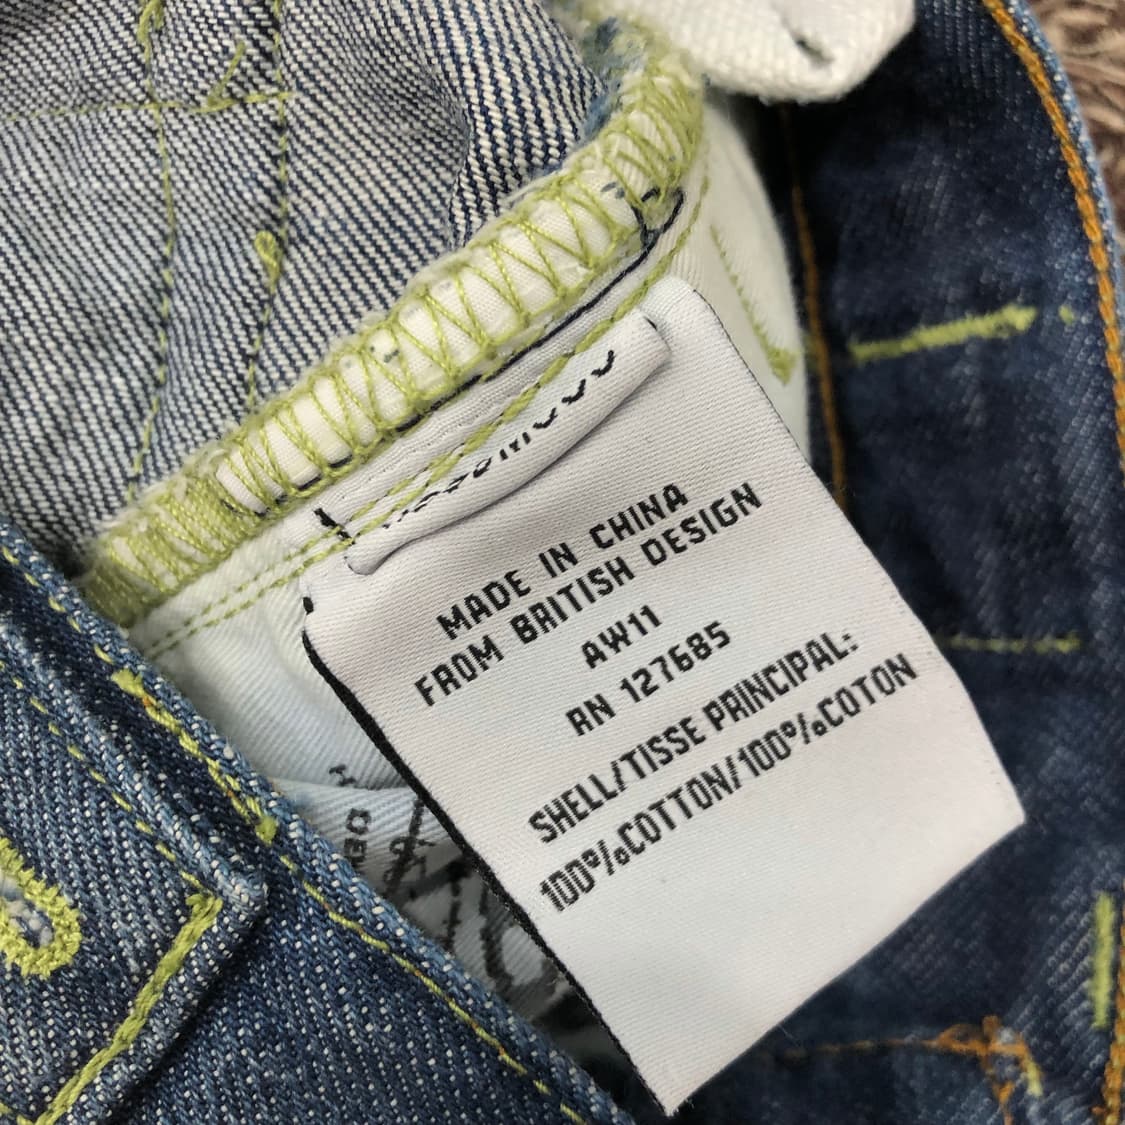 MADE IN CHINA
FROM BRITISH DESIGN
AW11
RN 127685
SHELL/TISSE PRINCIPAL:
100%COTTON/100%COTON